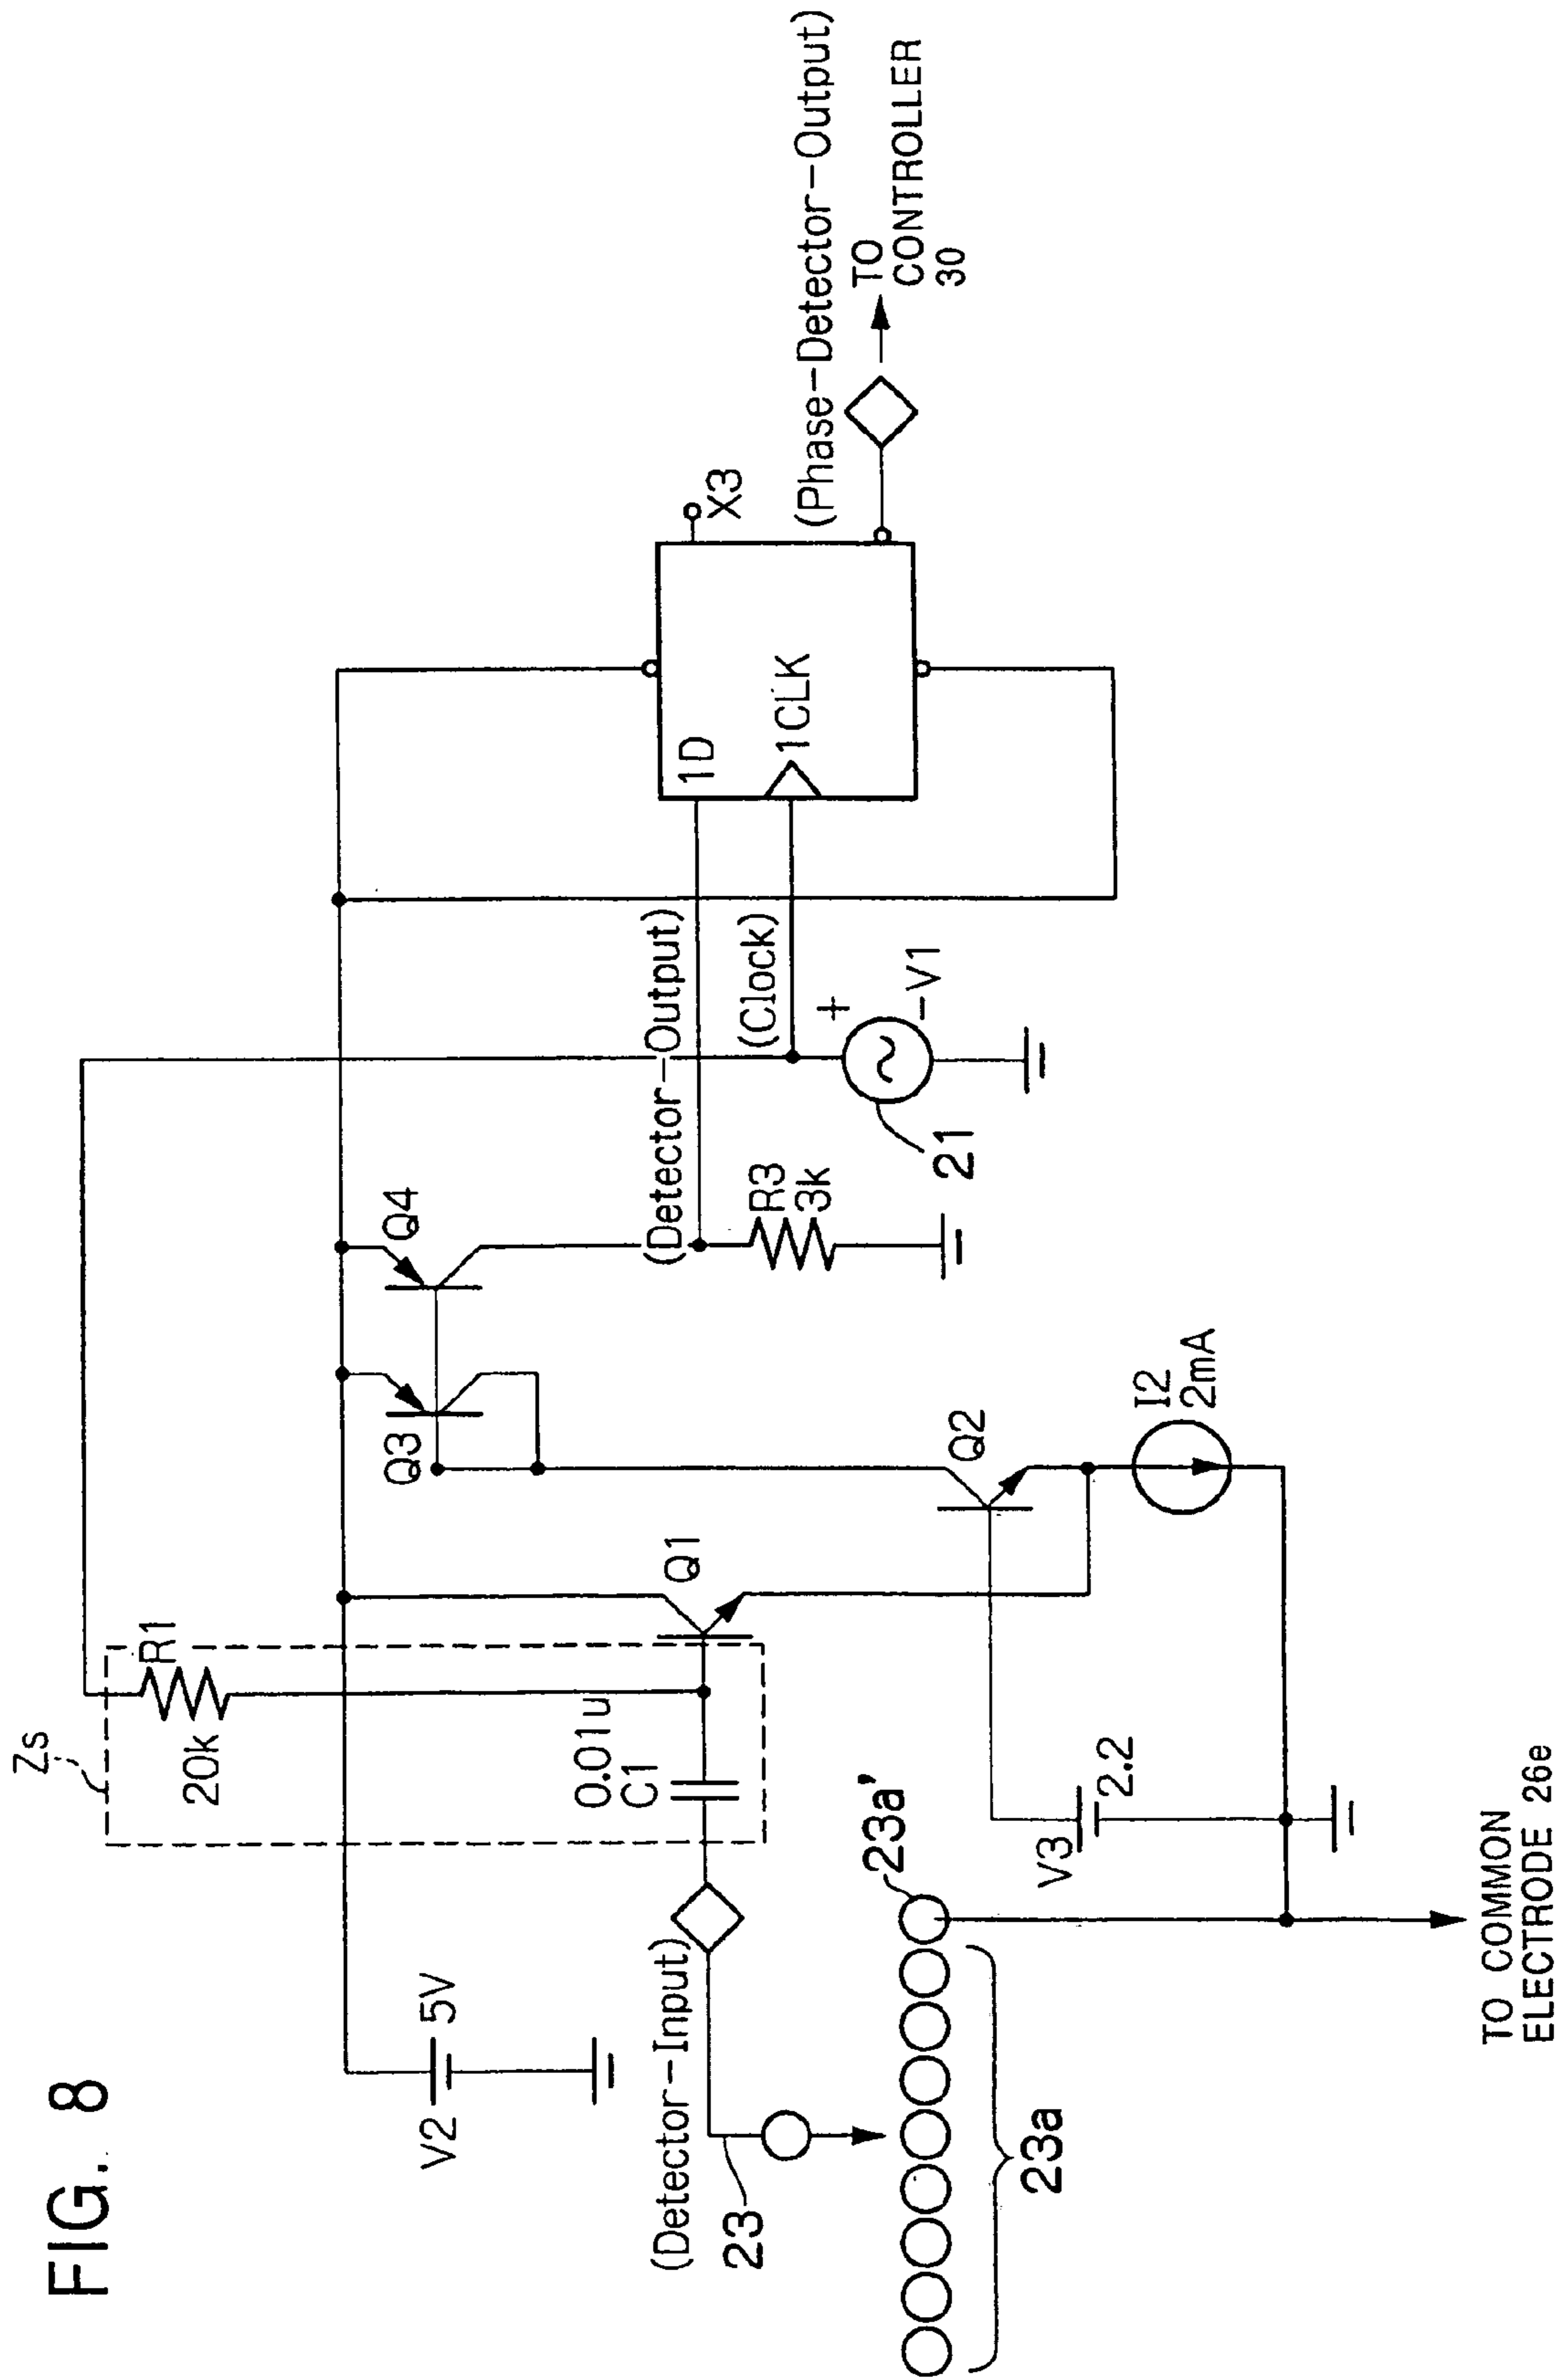 FIG. 8
Zs
R1
20k
0.01u
C1
Q1
Q2
Q3
Q4
V2
5V
(Detector-Input)
23
23a
23a'
V3
2.2
I2
2mA
(Detector-Output)
R3
3k
(Clock)
+
-V1
21
1D
1CLK
X3
(Phase-Detector-Output)
TO
CONTROLLER
30
TO COMMON
ELECTRODE 26e